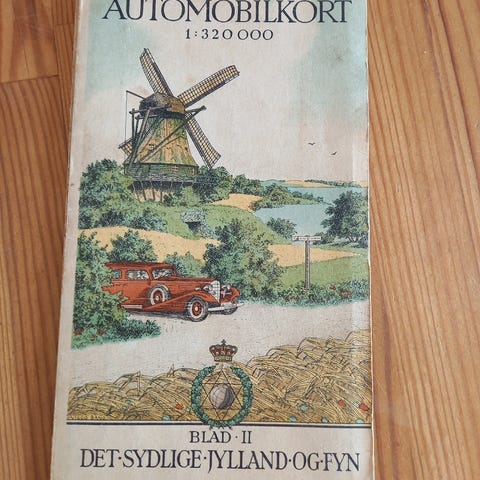 AUTOMOBILKORT
1:320 000
BLAD · II
DET·SYDLIGE·JYLLAND·OG·FYN